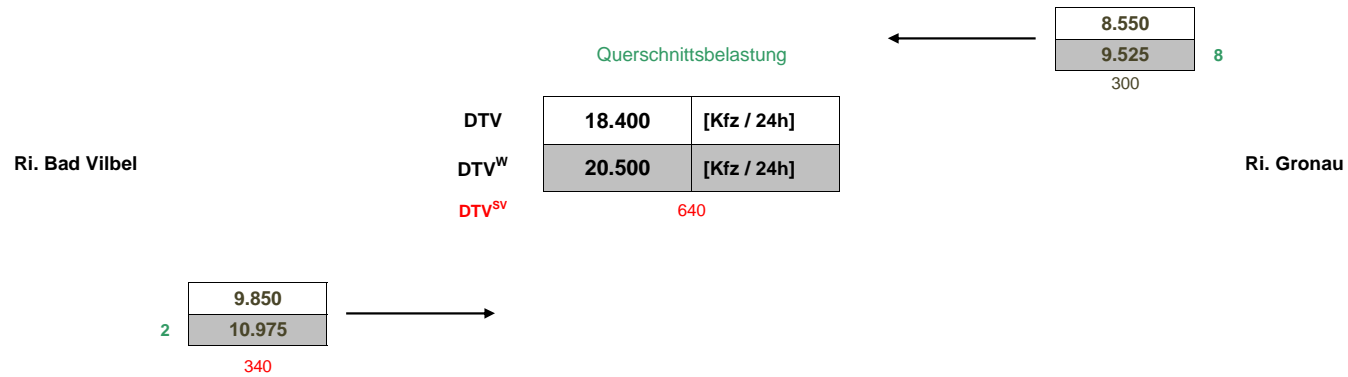 8.550
Querschnittsbelastung
9.525 8
300
DTV 18.400 [Kfz / 24h]
Ri. Bad Vilbel DTVᵂ 20.500 [Kfz / 24h] Ri. Gronau
DTVˢⱽ 640
9.850
2 10.975
340